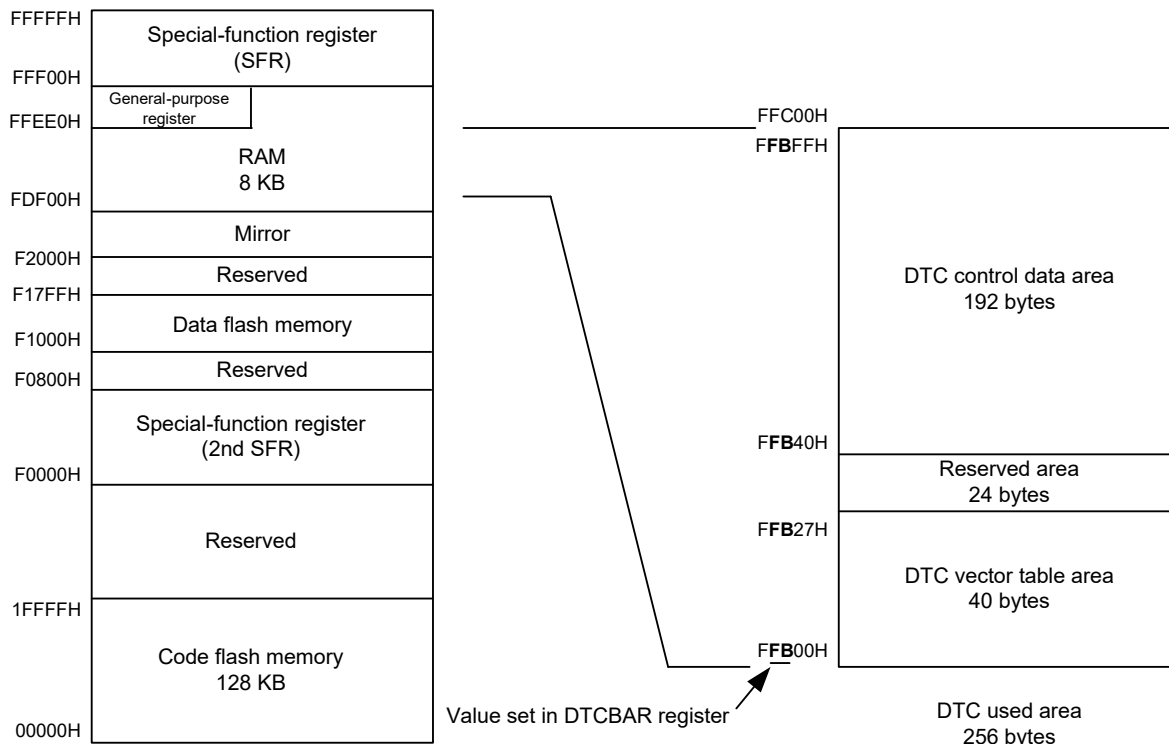 FFFFFH
Special-function register
(SFR)
FFF00H
General-purpose
register
FFEE0H
RAM
8 KB
FDF00H
Mirror
F2000H
Reserved
F17FFH
Data flash memory
F1000H
Reserved
F0800H
Special-function register
(2nd SFR)
F0000H
Reserved
1FFFFH
Code flash memory
128 KB
00000H
FFC00H
FFBFFH
DTC control data area
192 bytes
FFB40H
Reserved area
24 bytes
FFB27H
DTC vector table area
40 bytes
FFB00H
Value set in DTCBAR register
DTC used area
256 bytes